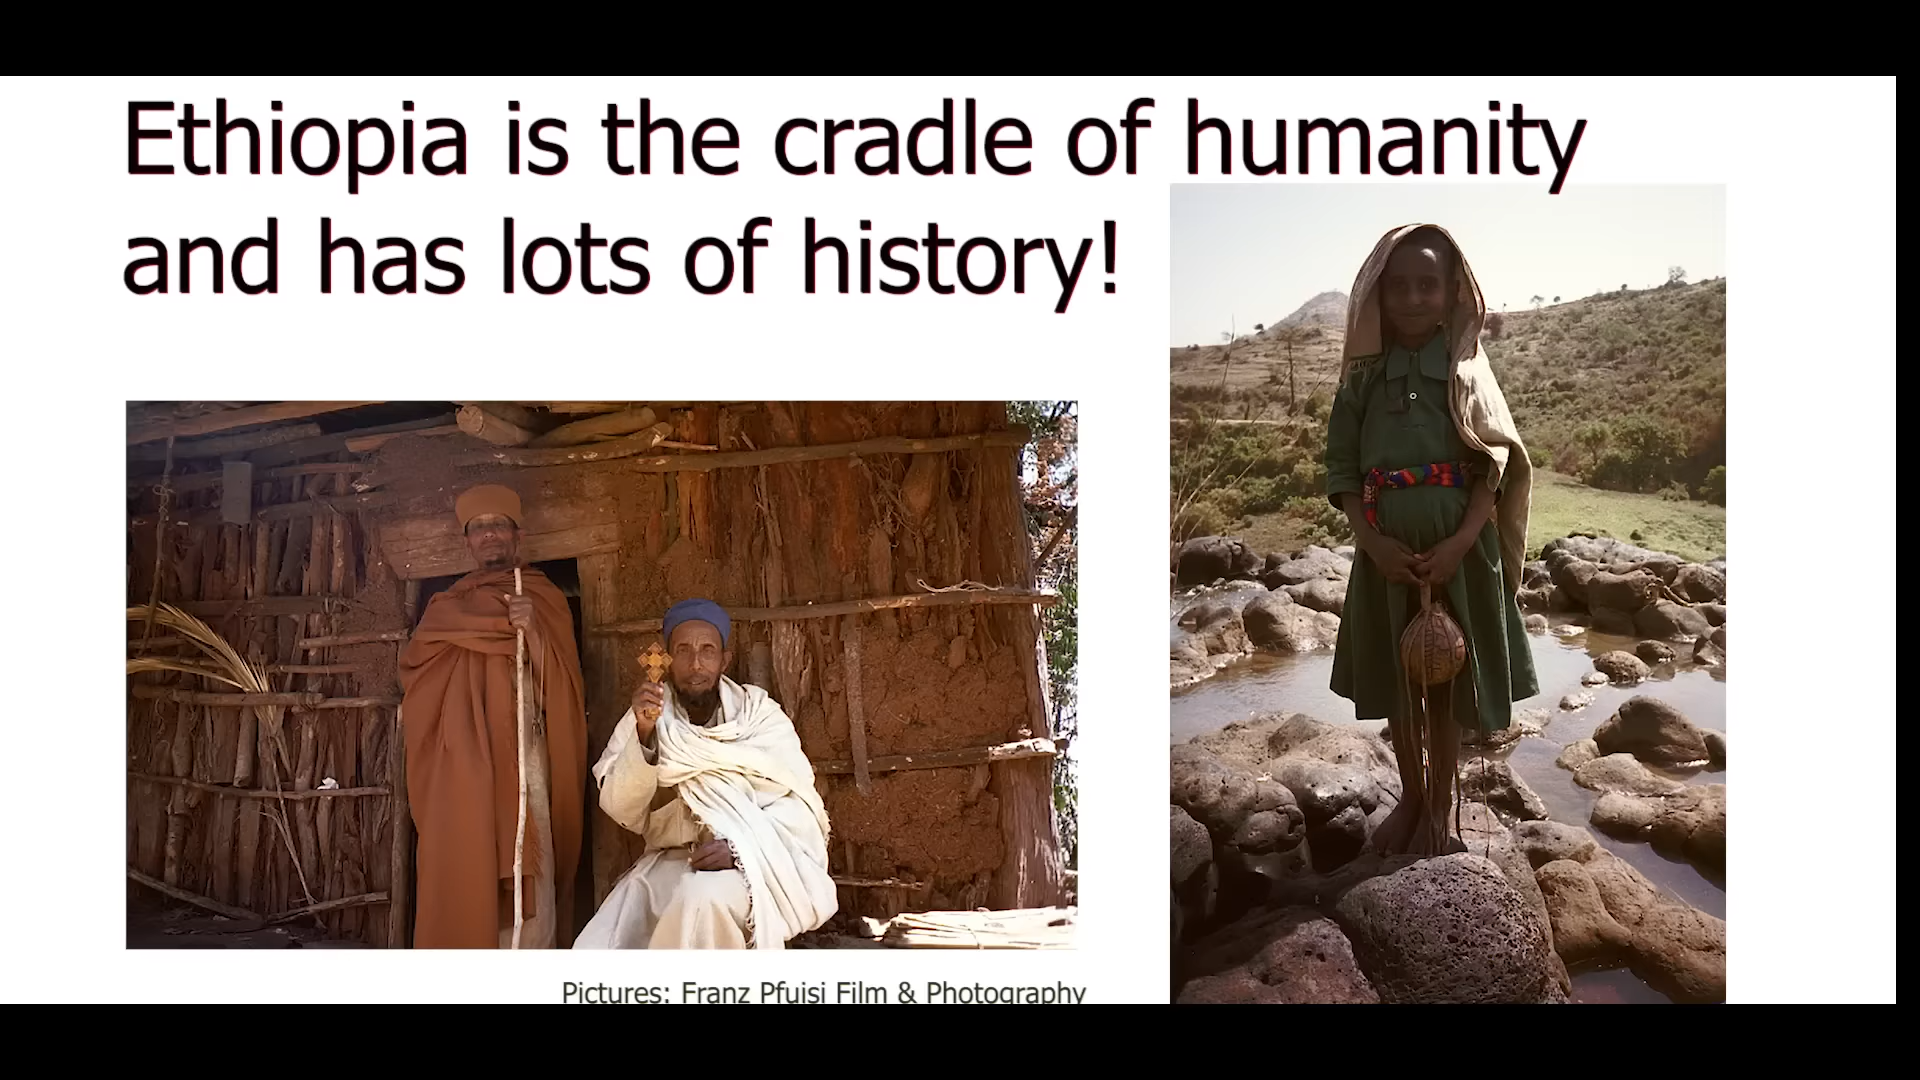 Ethiopia is the cradle of humanity
and has lots of history!
Pictures: Franz Pfuisi Film & Photography